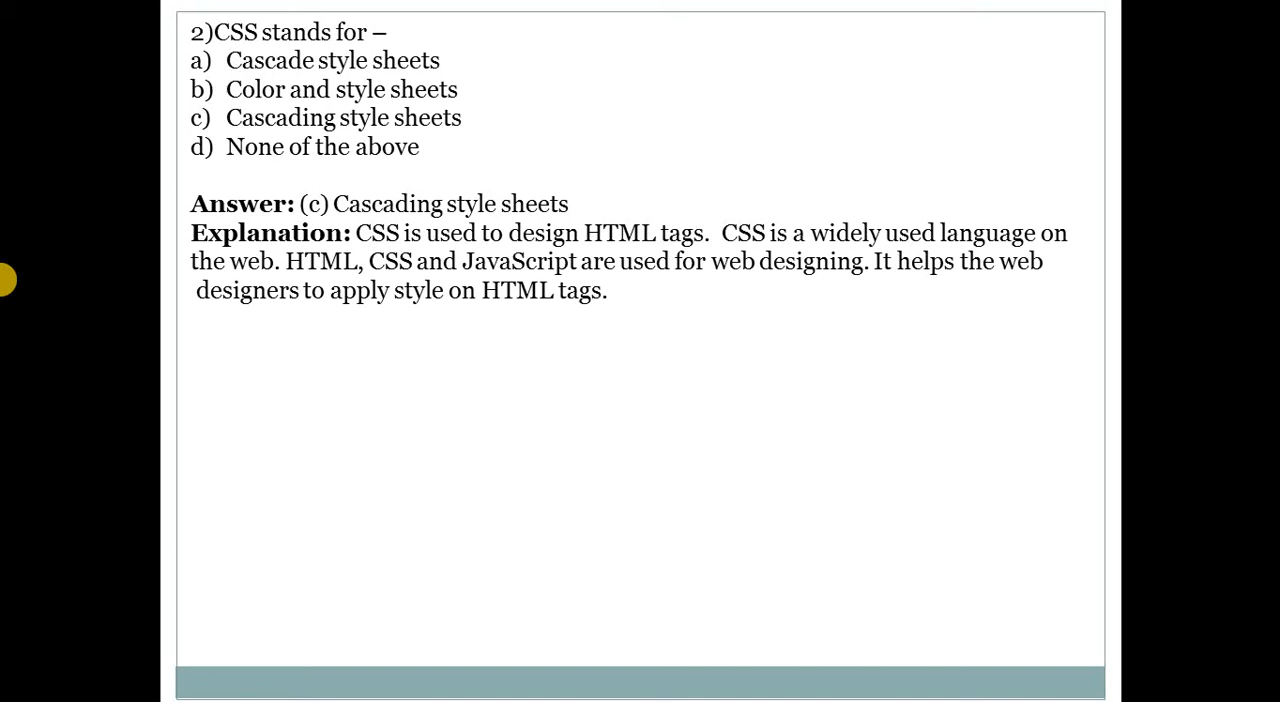 2)CSS stands for –
a) Cascade style sheets
b) Color and style sheets
c) Cascading style sheets
d) None of the above
Answer: (c) Cascading style sheets
Explanation: CSS is used to design HTML tags.  CSS is a widely used language on
the web. HTML, CSS and JavaScript are used for web designing. It helps the web
designers to apply style on HTML tags.